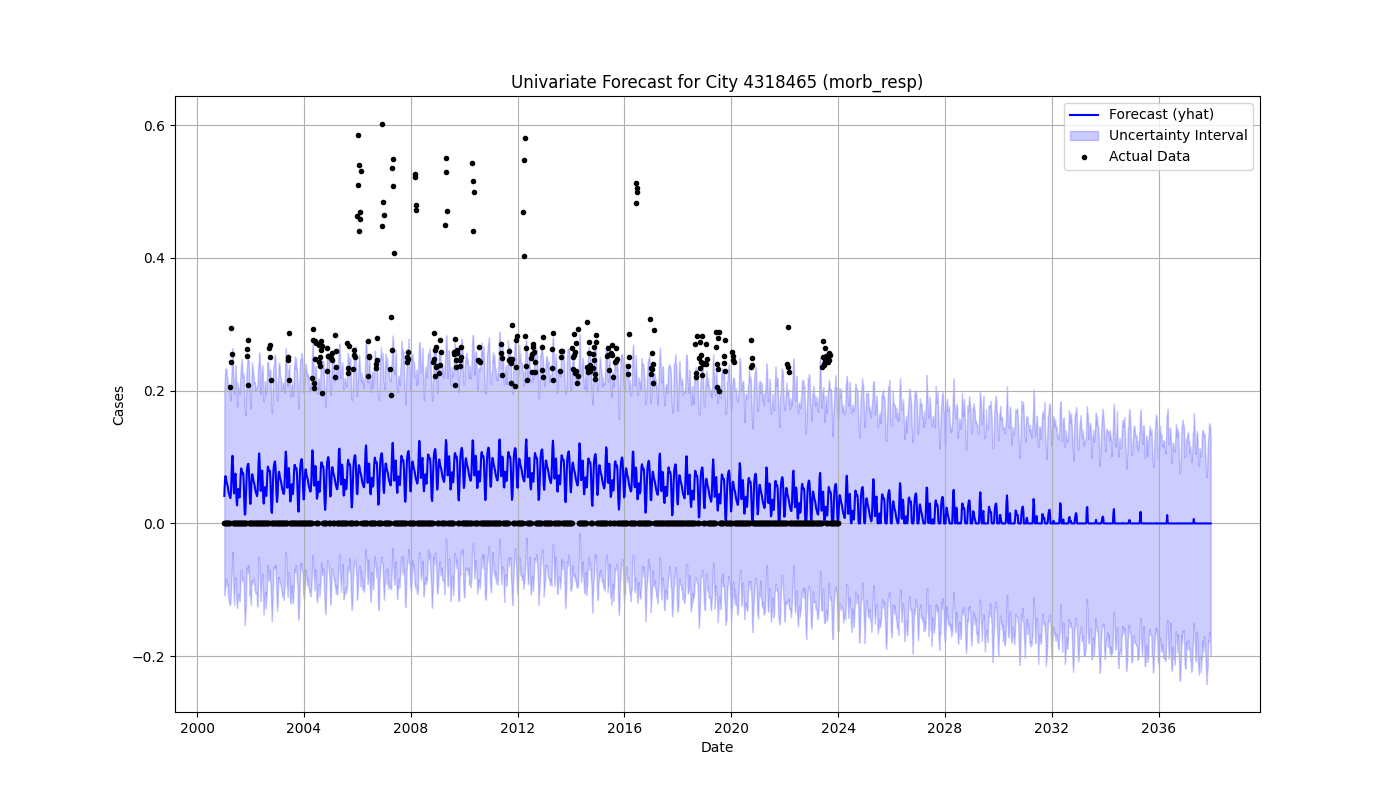 Univariate Forecast for City 4318465 (morb_resp)
Forecast (yhat)
Uncertainty Interval
Actual Data
0.6
0.4
0.2
0.0
−0.2
Cases
2000
2004
2008
2012
2016
2020
2024
2028
2032
2036
Date